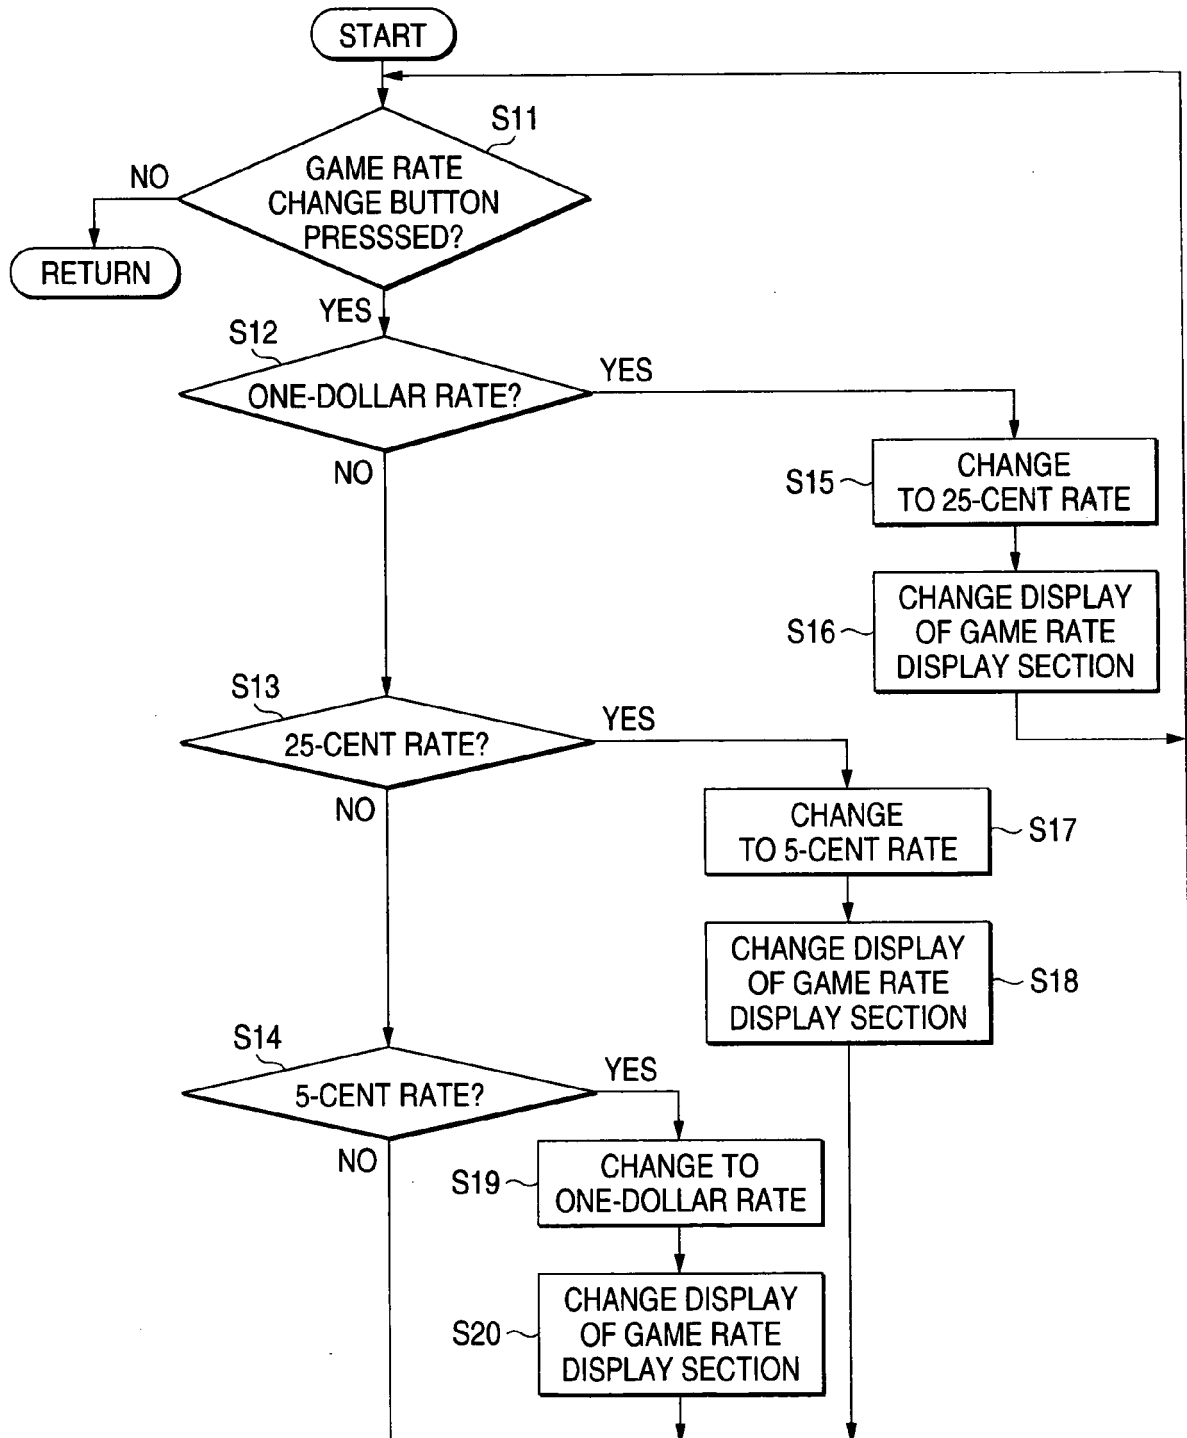 START
S11
GAME RATE
CHANGE BUTTON
PRESSSED?
NO
RETURN
YES
S12
ONE-DOLLAR RATE?
YES
NO
S15
CHANGE
TO 25-CENT RATE
S16
CHANGE DISPLAY
OF GAME RATE
DISPLAY SECTION
S13
25-CENT RATE?
YES
NO
CHANGE
TO 5-CENT RATE
S17
CHANGE DISPLAY
OF GAME RATE
DISPLAY SECTION
S18
S14
5-CENT RATE?
YES
NO
S19
CHANGE TO
ONE-DOLLAR RATE
S20
CHANGE DISPLAY
OF GAME RATE
DISPLAY SECTION